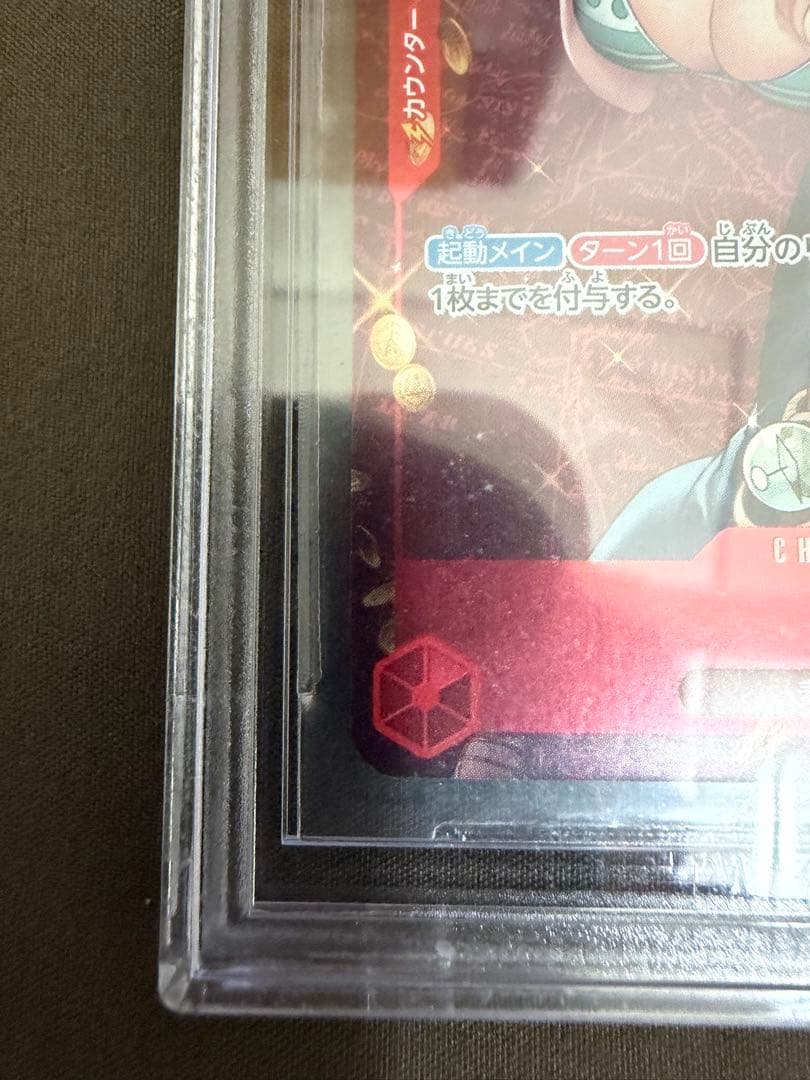 カウンター
起動メイン ターン1回 自分の
1枚までを付与する。
CH